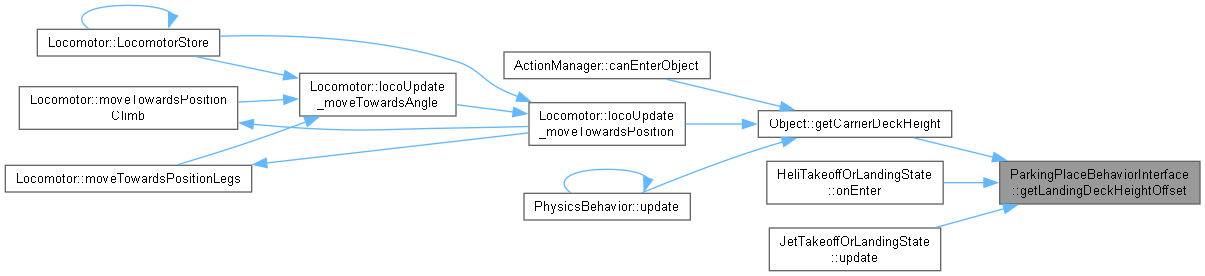 Locomotor::LocomotorStore
Locomotor::moveTowardsPosition
Climb
Locomotor::moveTowardsPositionLegs
Locomotor::locoUpdate
_moveTowardsAngle
ActionManager::canEnterObject
Locomotor::locoUpdate
_moveTowardsPosition
PhysicsBehavior::update
Object::getCarrierDeckHeight
HeliTakeoffOrLandingState
::onEnter
JetTakeoffOrLandingState
::update
ParkingPlaceBehaviorInterface
::getLandingDeckHeightOffset